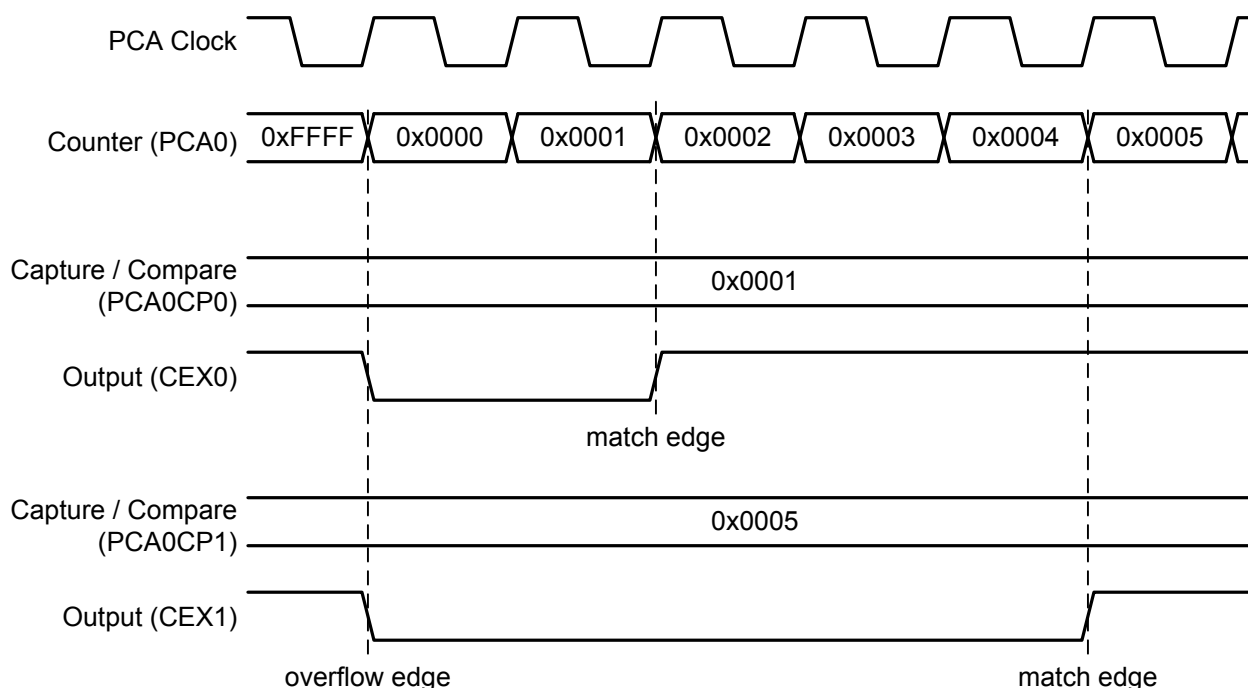 PCA Clock
Counter (PCA0)
0xFFFF 0x0000 0x0001 0x0002 0x0003 0x0004 0x0005
Capture / Compare
(PCA0CP0)
0x0001
Output (CEX0)
match edge
Capture / Compare
(PCA0CP1)
0x0005
Output (CEX1)
overflow edge
match edge